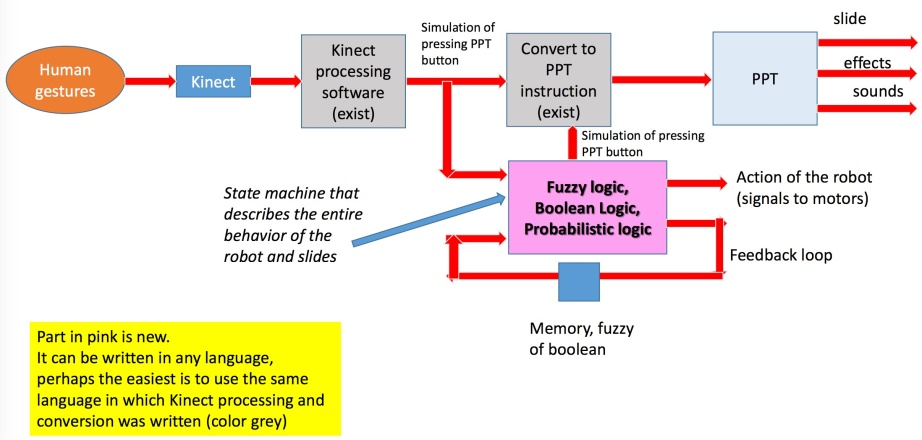 Human
gestures
Kinect
Kinect
processing
software
(exist)
Simulation of
pressing PPT
button
Convert to
PPT
instruction
(exist)
PPT
slide
effects
sounds
Simulation of pressing
PPT button
State machine that
describes the entire
behavior of the
robot and slides
Fuzzy logic,
Boolean Logic,
Probabilistic logic
Action of the robot
(signals to motors)
Feedback loop
Memory, fuzzy
of boolean
Part in pink is new.
It can be written in any language,
perhaps the easiest is to use the same
language in which Kinect processing and
conversion was written (color grey)